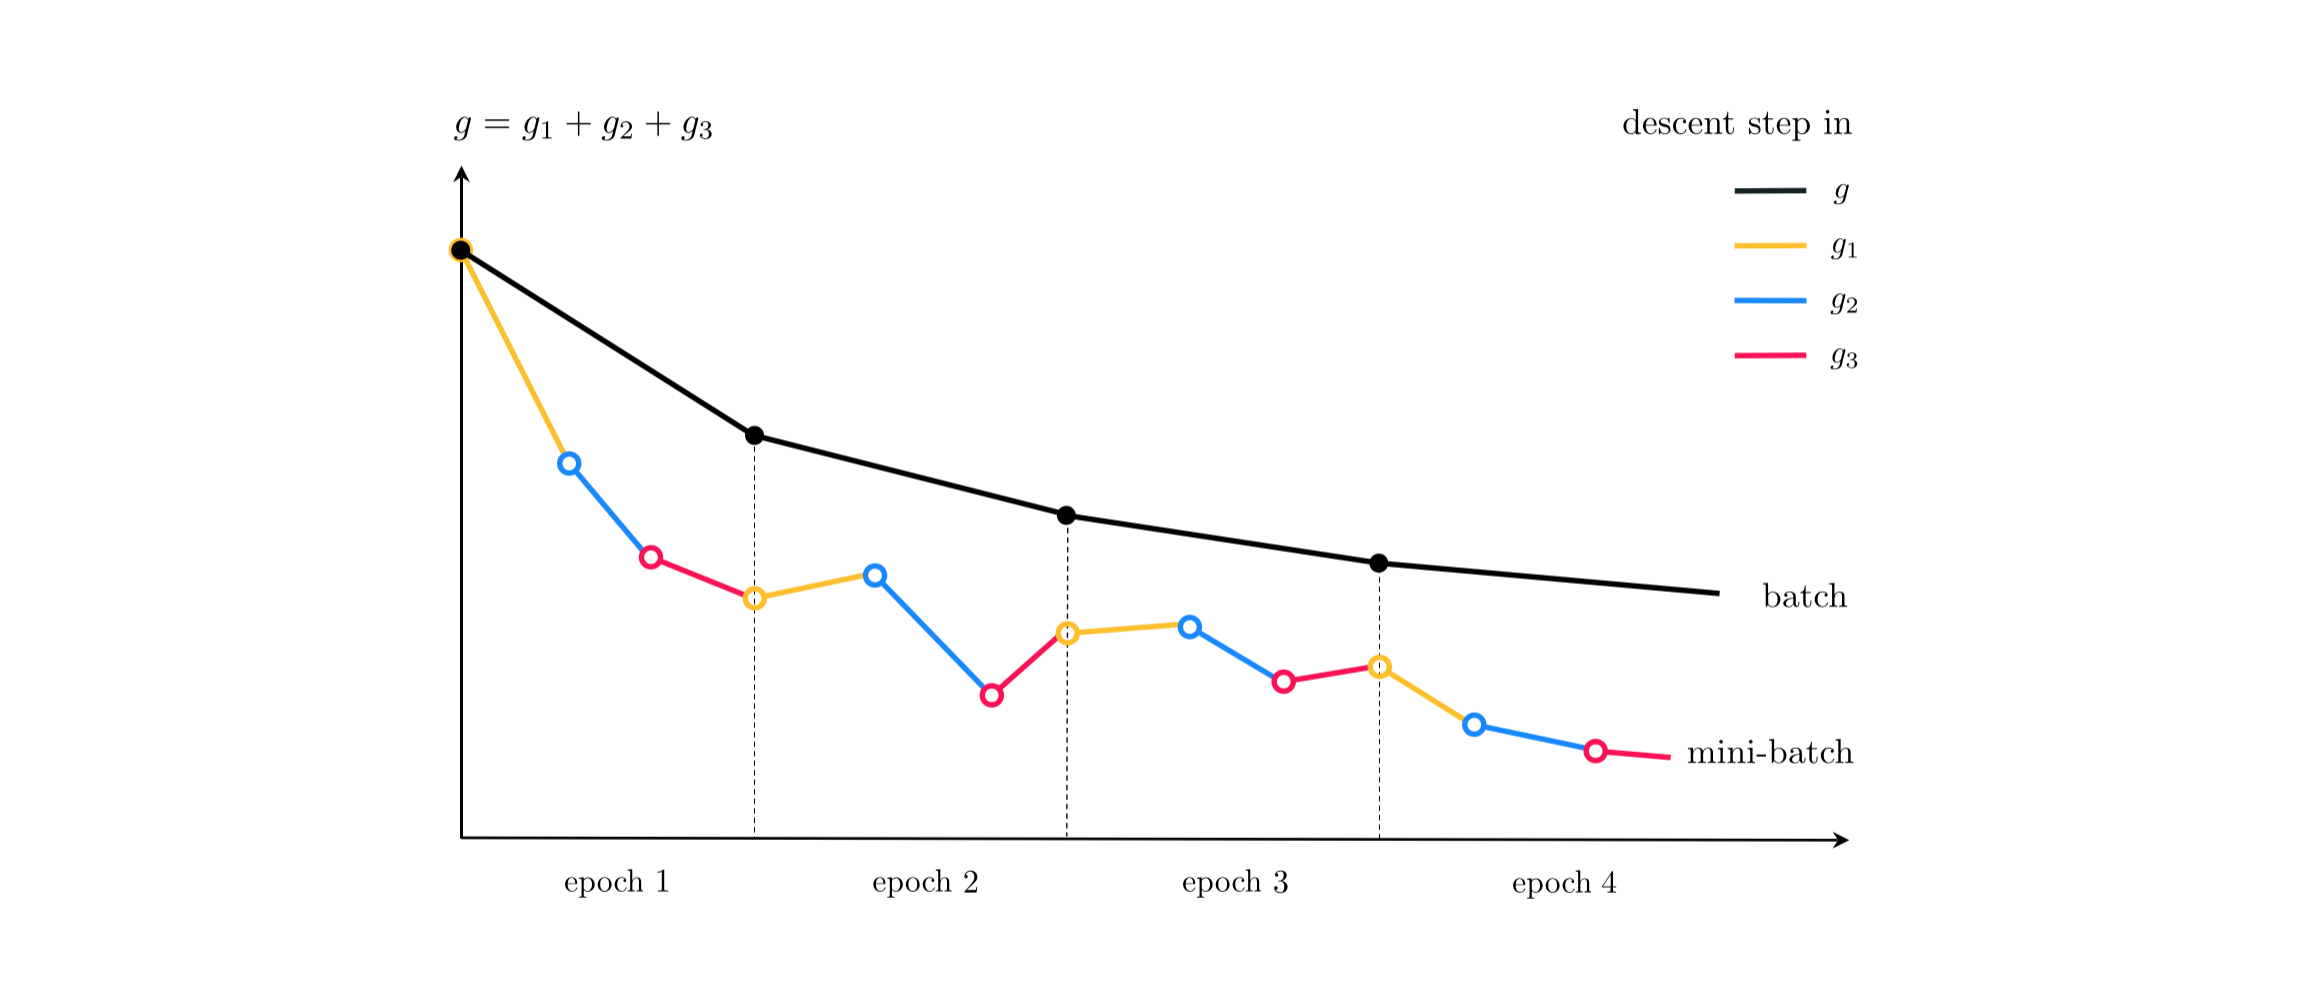 g = g₁ + g₂ + g₃
descent step in
g
g₁
g₂
g₃
batch
mini-batch
epoch 1
epoch 2
epoch 3
epoch 4